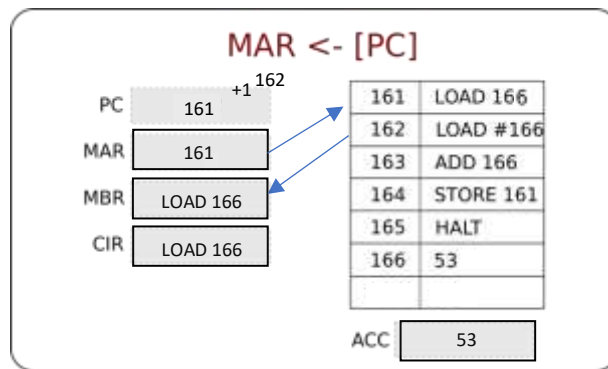 MAR <- [PC]
PC 161 +1 162
MAR 161
MBR LOAD 166
CIR LOAD 166
161 LOAD 166
162 LOAD #166
163 ADD 166
164 STORE 161
165 HALT
166 53
ACC 53